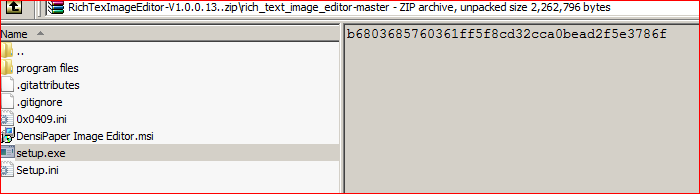 RichTexImageEditor-V1.0.0.13..zip\rich_text_image_editor-master - ZIP archive, unpacked size 2,262,796 bytes
Name
b6803685760361ff5f8cd32cca0bead2f5e3786f
..
program files
.gitattributes
.gitignore
0x0409.ini
DensiPaper Image Editor.msi
setup.exe
Setup.ini